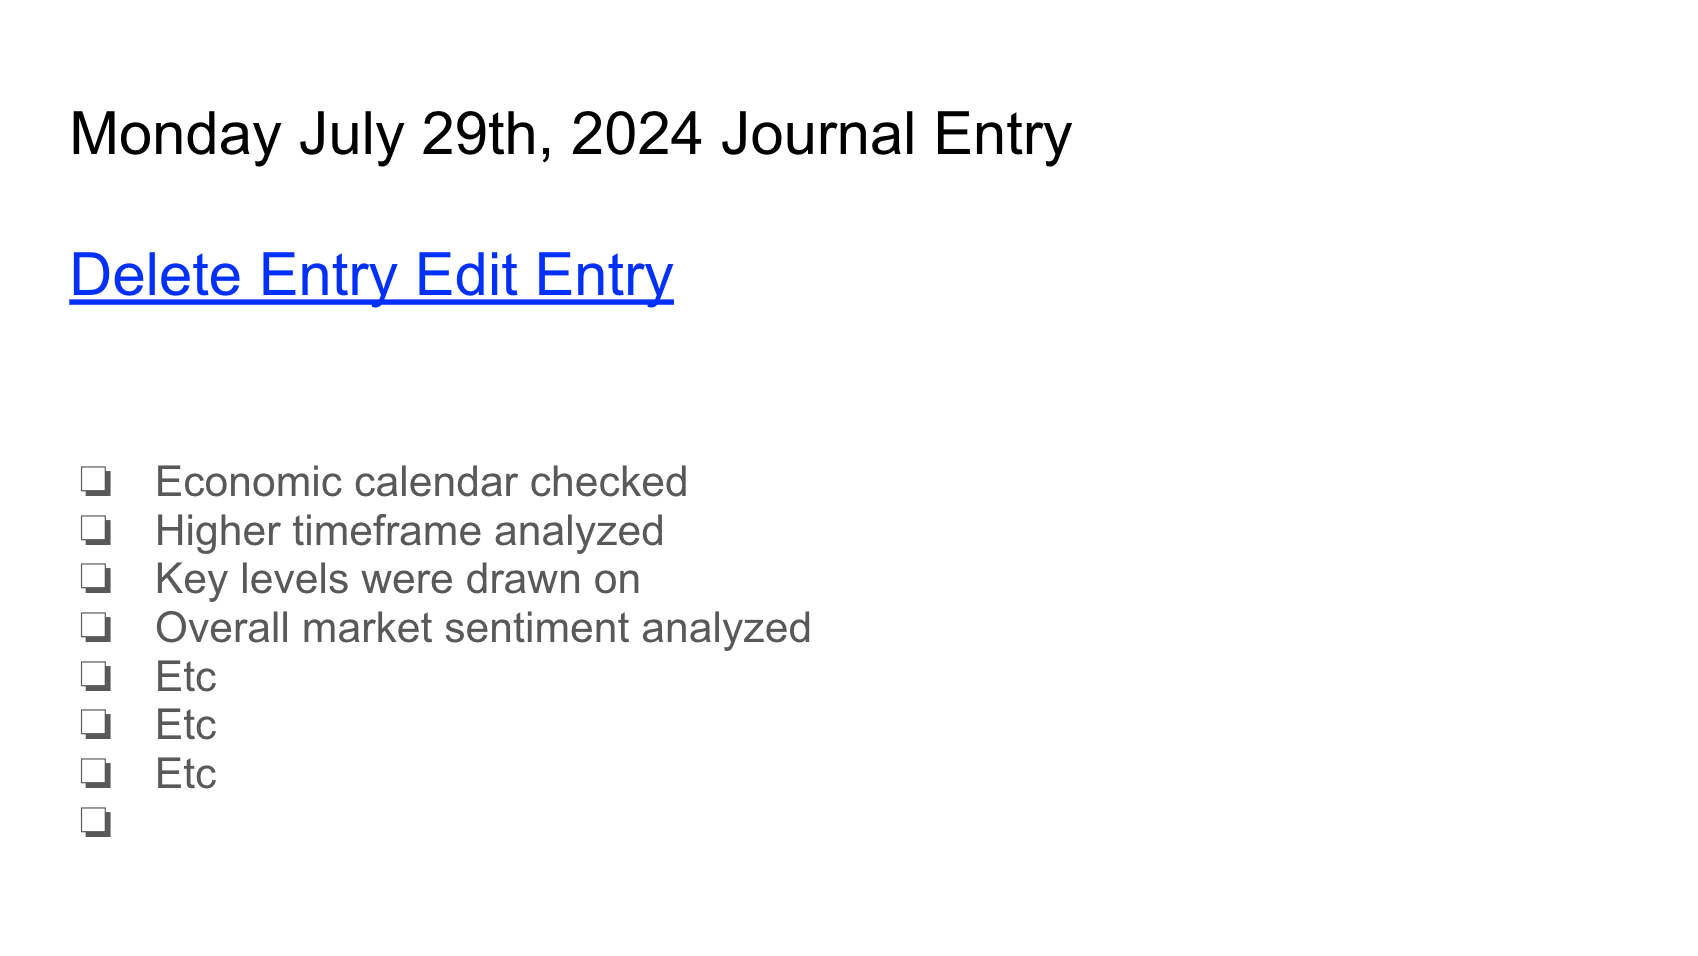 Monday July 29th, 2024 Journal Entry
Delete Entry Edit Entry
❏ Economic calendar checked
❏ Higher timeframe analyzed
❏ Key levels were drawn on
❏ Overall market sentiment analyzed
❏ Etc
❏ Etc
❏ Etc
❏